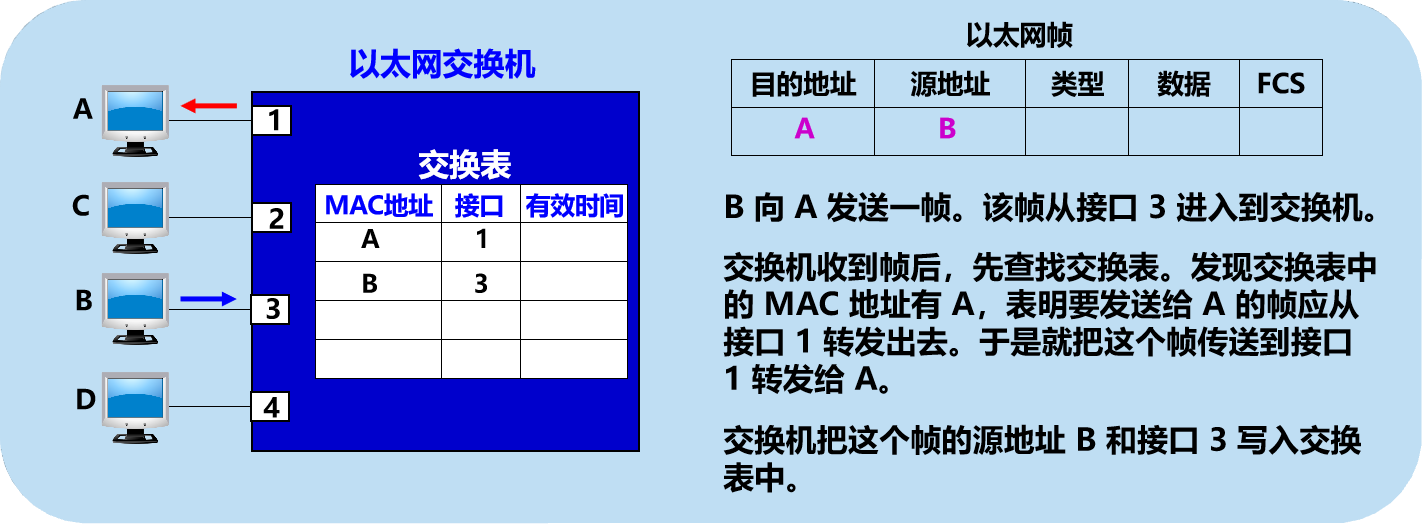 以太网交换机
A
C
B
D
1
2
3
4
交换表
MAC地址 接口 有效时间
A 1
B 3
以太网帧
目的地址 源地址 类型 数据 FCS
A B
B 向 A 发送一帧。该帧从接口 3 进入到交换机。
交换机收到帧后，先查找交换表。发现交换表中
的 MAC 地址有 A，表明要发送给 A 的帧应从
接口 1 转发出去。于是就把这个帧传送到接口
1 转发给 A。
交换机把这个帧的源地址 B 和接口 3 写入交换
表中。